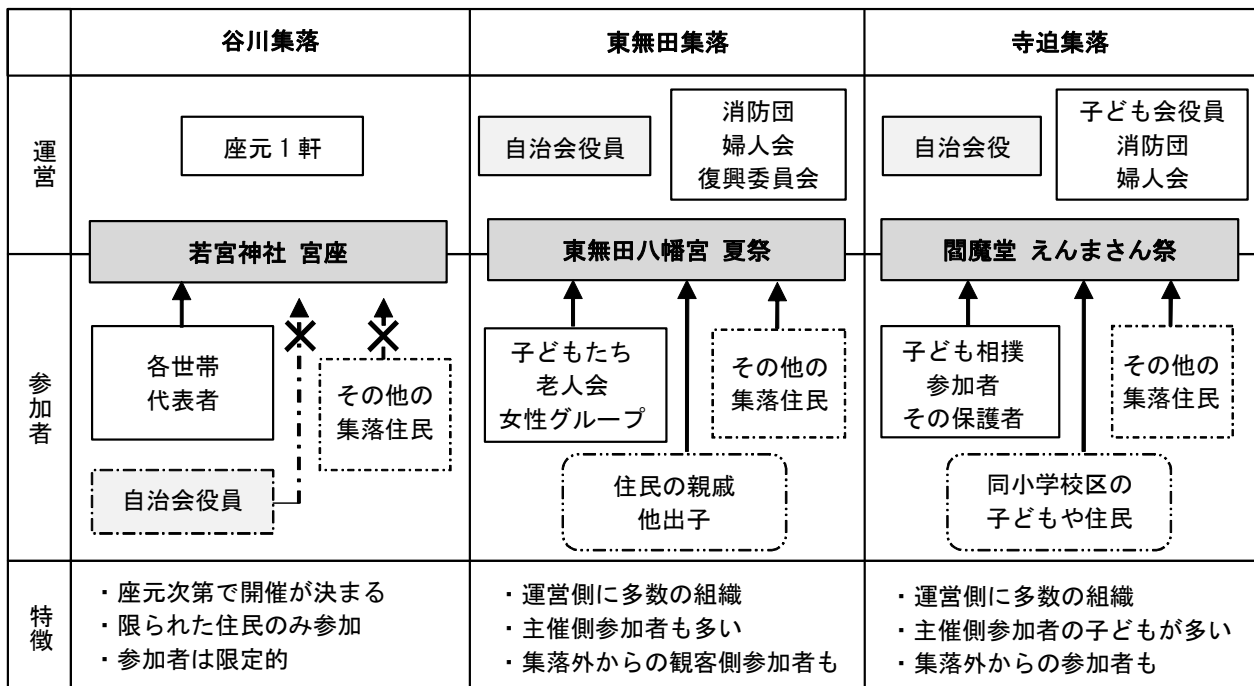 谷川集落
東無田集落
寺迫集落
運営
座元1軒
自治会役員
消防団
婦人会
復興委員会
自治会役
子ども会役員
消防団
婦人会
若宮神社 宮座
東無田八幡宮 夏祭
閻魔堂 えんまさん祭
参加者
各世帯
代表者
その他の
集落住民
自治会役員
子どもたち
老人会
女性グループ
その他の
集落住民
住民の親戚
他出子
子ども相撲
参加者
その保護者
その他の
集落住民
同小学校区の
子どもや住民
特徴
・座元次第で開催が決まる
・限られた住民のみ参加
・参加者は限定的
・運営側に多数の組織
・主催側参加者も多い
・集落外からの観客側参加者も
・運営側に多数の組織
・主催側参加者の子どもが多い
・集落外からの参加者も